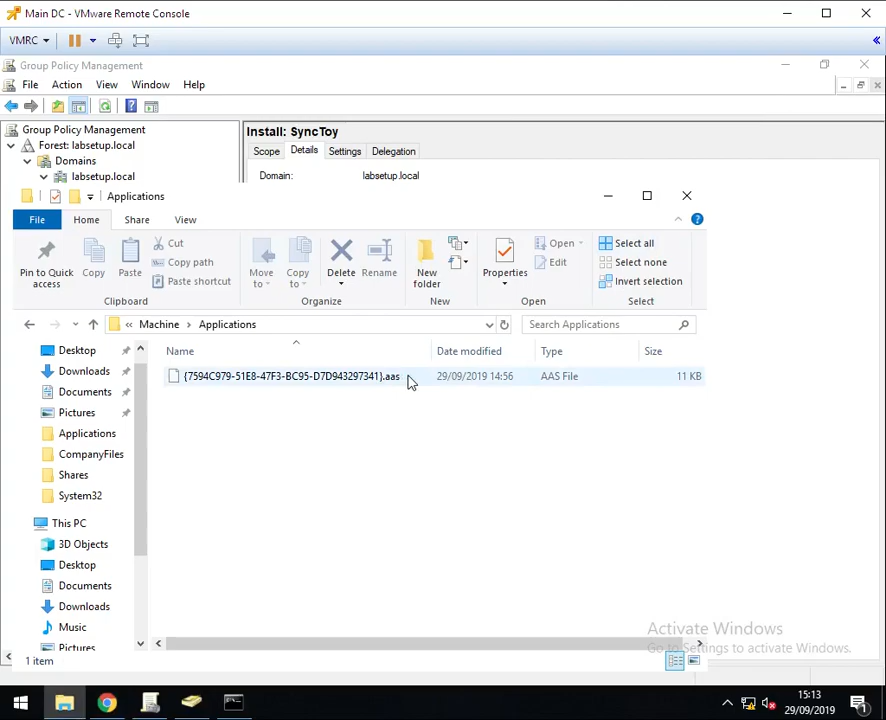 Main DC - VMware Remote Console
VMRC
Group Policy Management
File Action View Window Help
Group Policy Management
Forest: labsetup.local
Domains
labsetup.local
Install: SyncToy
Scope Details Settings Delegation
Domain: labsetup.local
Applications
File Home Share View
Pin to Quick access
Copy
Paste
Cut
Copy path
Paste shortcut
Clipboard
Move to
Copy to
Delete
Rename
Organize
New folder
New
Properties
Open
Edit
Open
Select all
Select none
Invert selection
Select
« Machine > Applications
Search Applications
Name Date modified Type Size
{7594C979-51E8-47F3-BC95-D7D943297341}.aas 29/09/2019 14:56 AAS File 11 KB
Desktop
Downloads
Documents
Pictures
Applications
CompanyFiles
Shares
System32
This PC
3D Objects
Desktop
Documents
Downloads
Music
Pictures
1 item
Activate Windows
Go to Settings to activate Windows.
15:13
29/09/2019
1